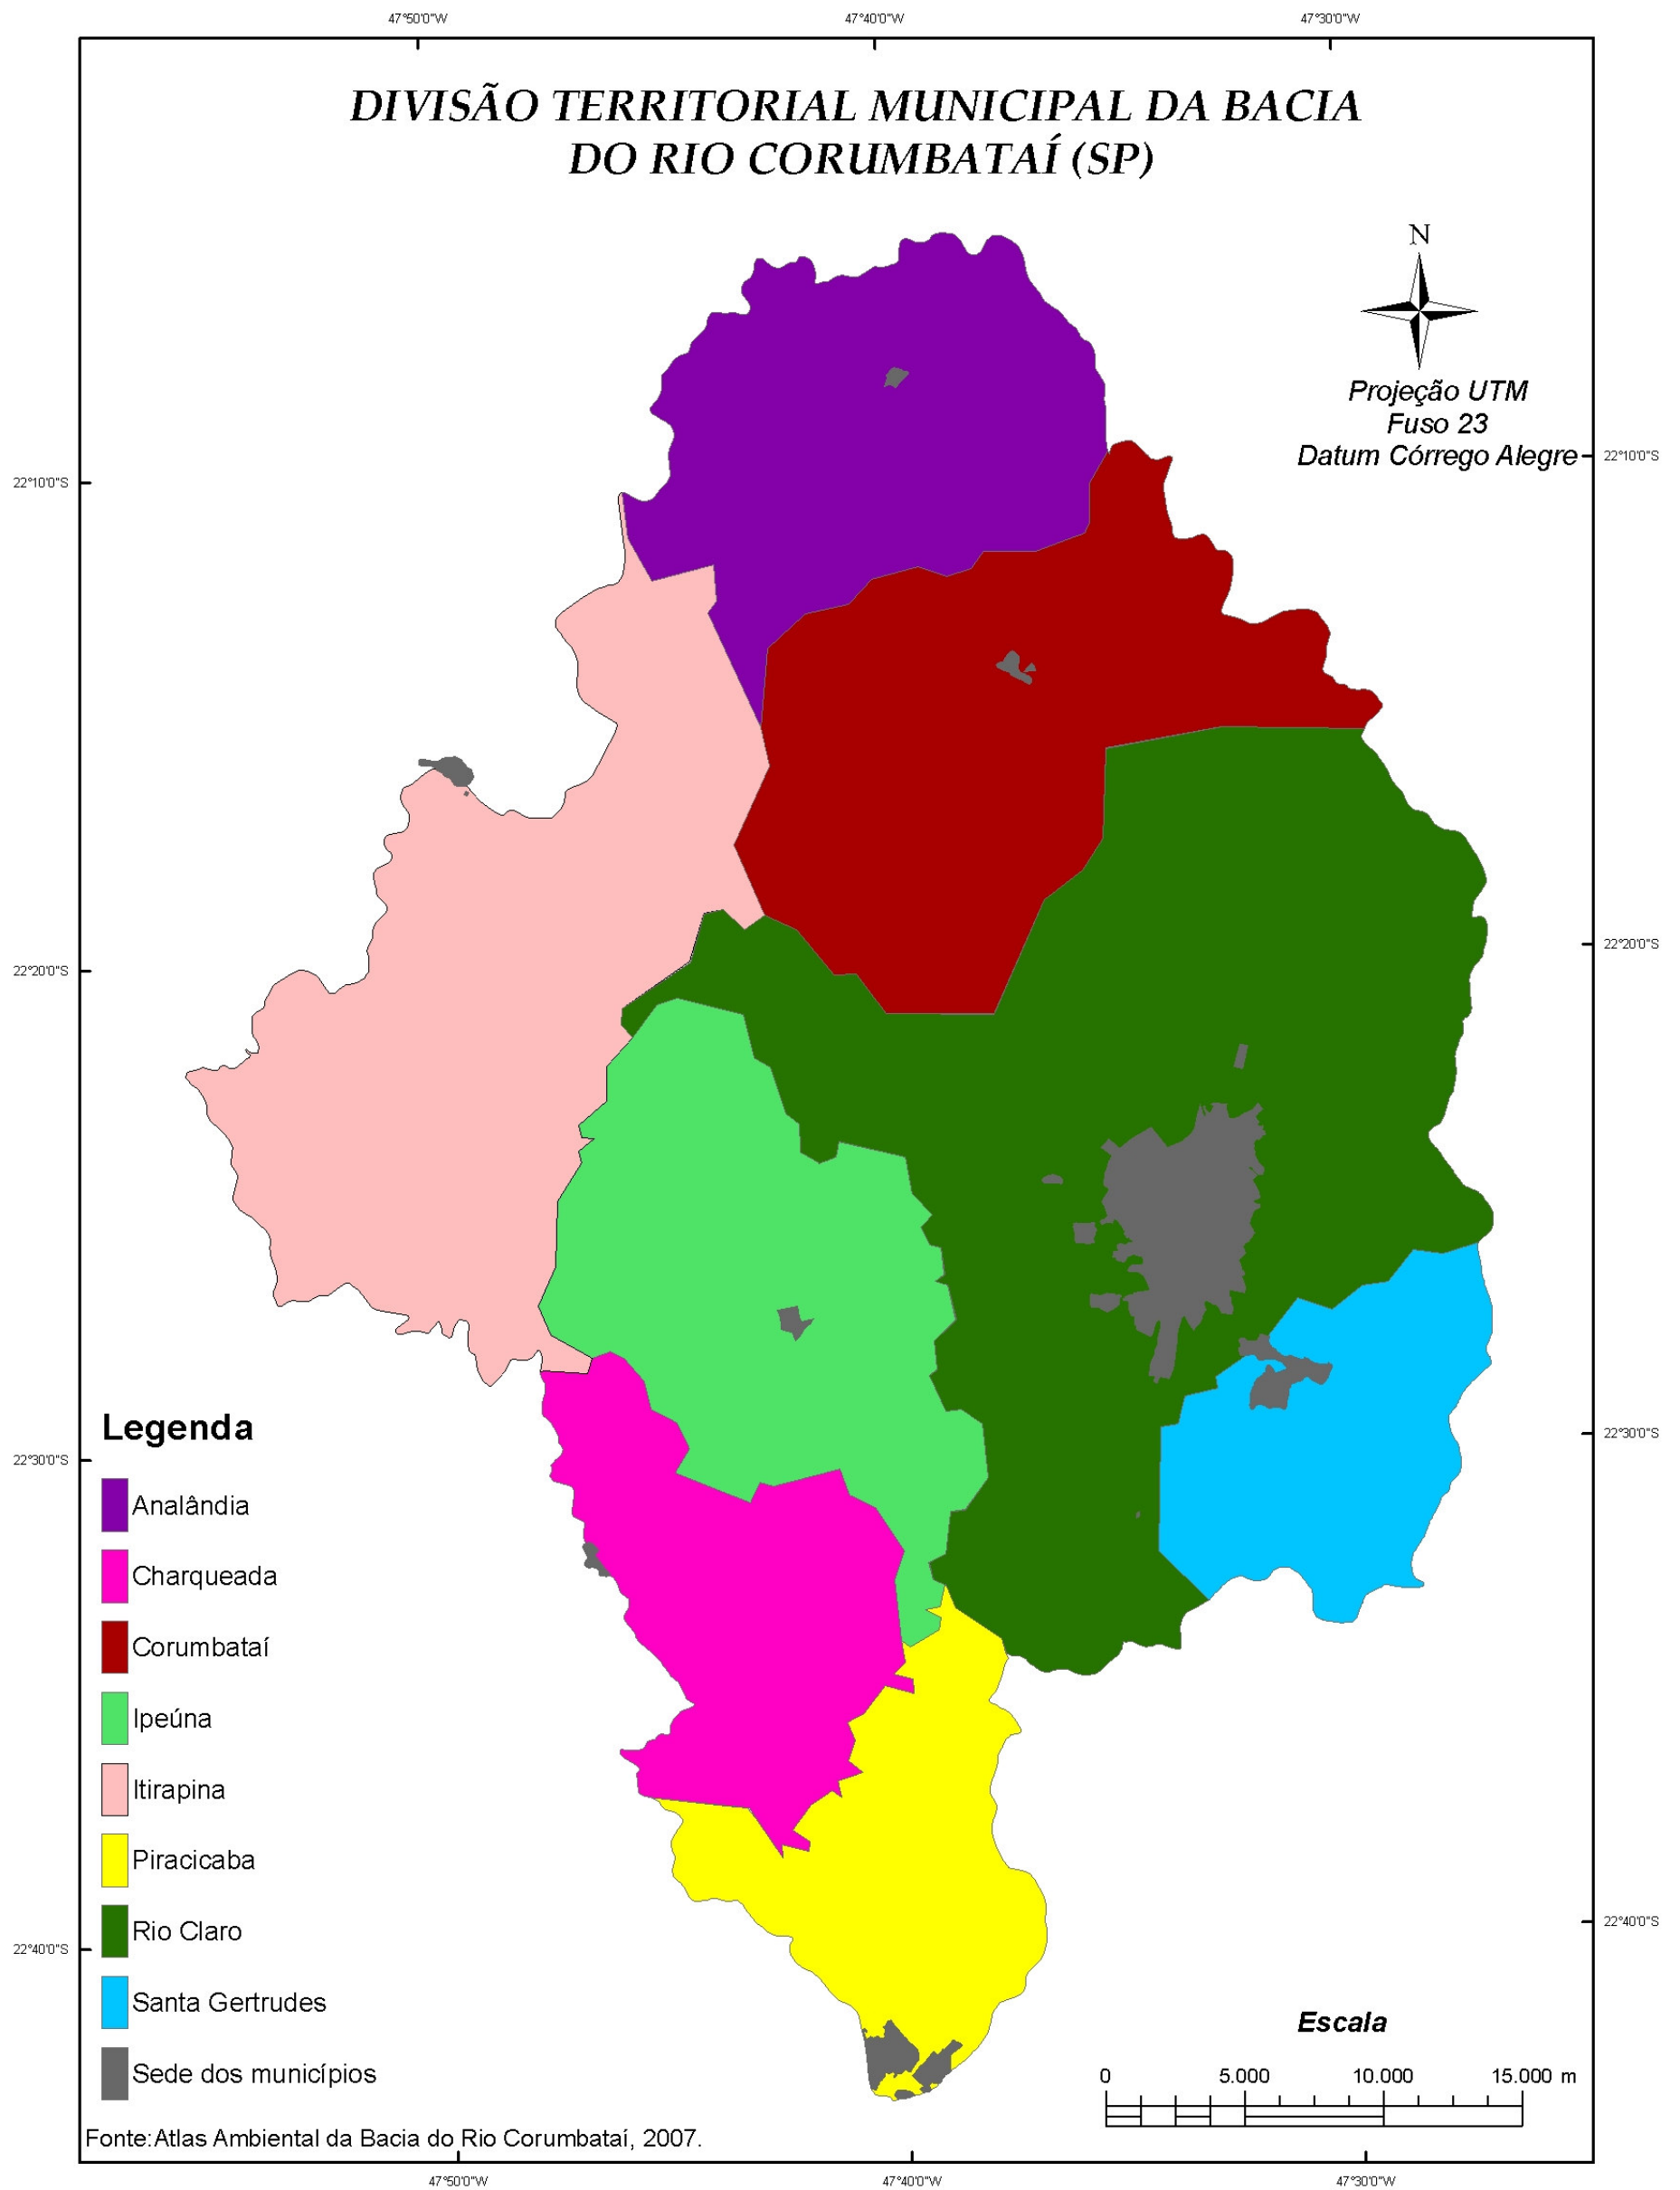 47°50'0"W 47°40'0"W 47°30'0"W
DIVISÃO TERRITORIAL MUNICIPAL DA BACIA
DO RIO CORUMBATAÍ (SP)
N
Projeção UTM
Fuso 23
Datum Córrego Alegre
22°10'0"S
22°10'0"S
22°20'0"S
22°20'0"S
22°30'0"S
22°30'0"S
22°40'0"S
22°40'0"S
Legenda
Analândia
Charqueada
Corumbataí
Ipeúna
Itirapina
Piracicaba
Rio Claro
Santa Gertrudes
Sede dos municípios
Escala
0 5.000 10.000 15.000 m
Fonte:Atlas Ambiental da Bacia do Rio Corumbataí, 2007.
47°50'0"W 47°40'0"W 47°30'0"W